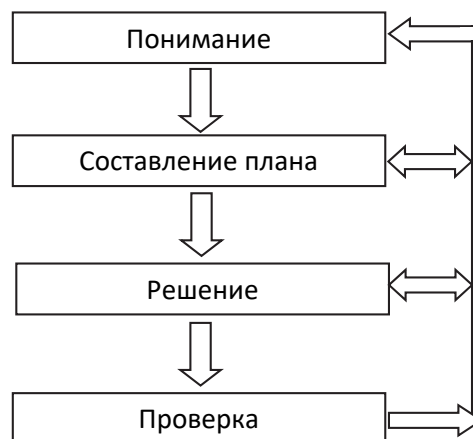 Понимание
Составление плана
Решение
Проверка